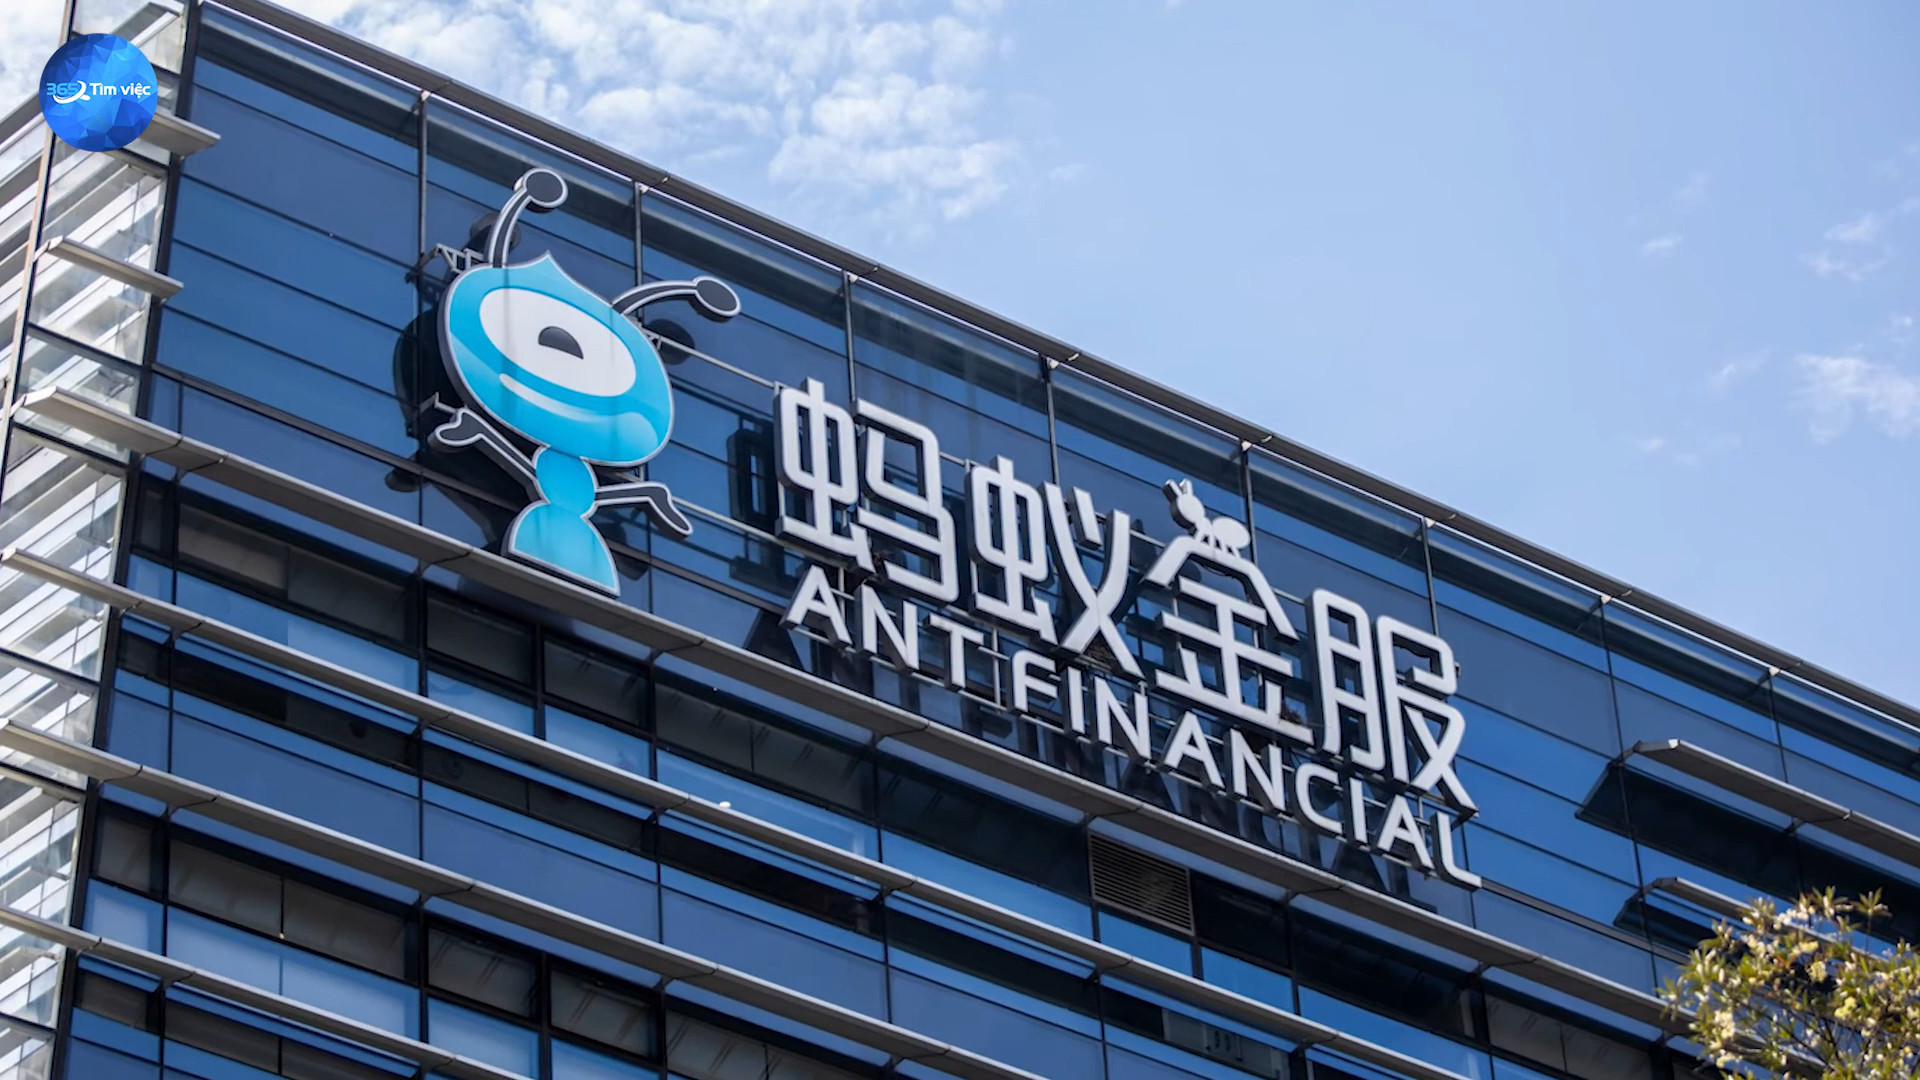 365 Tìm việc
蚂蚁金服
ANT FINANCIAL